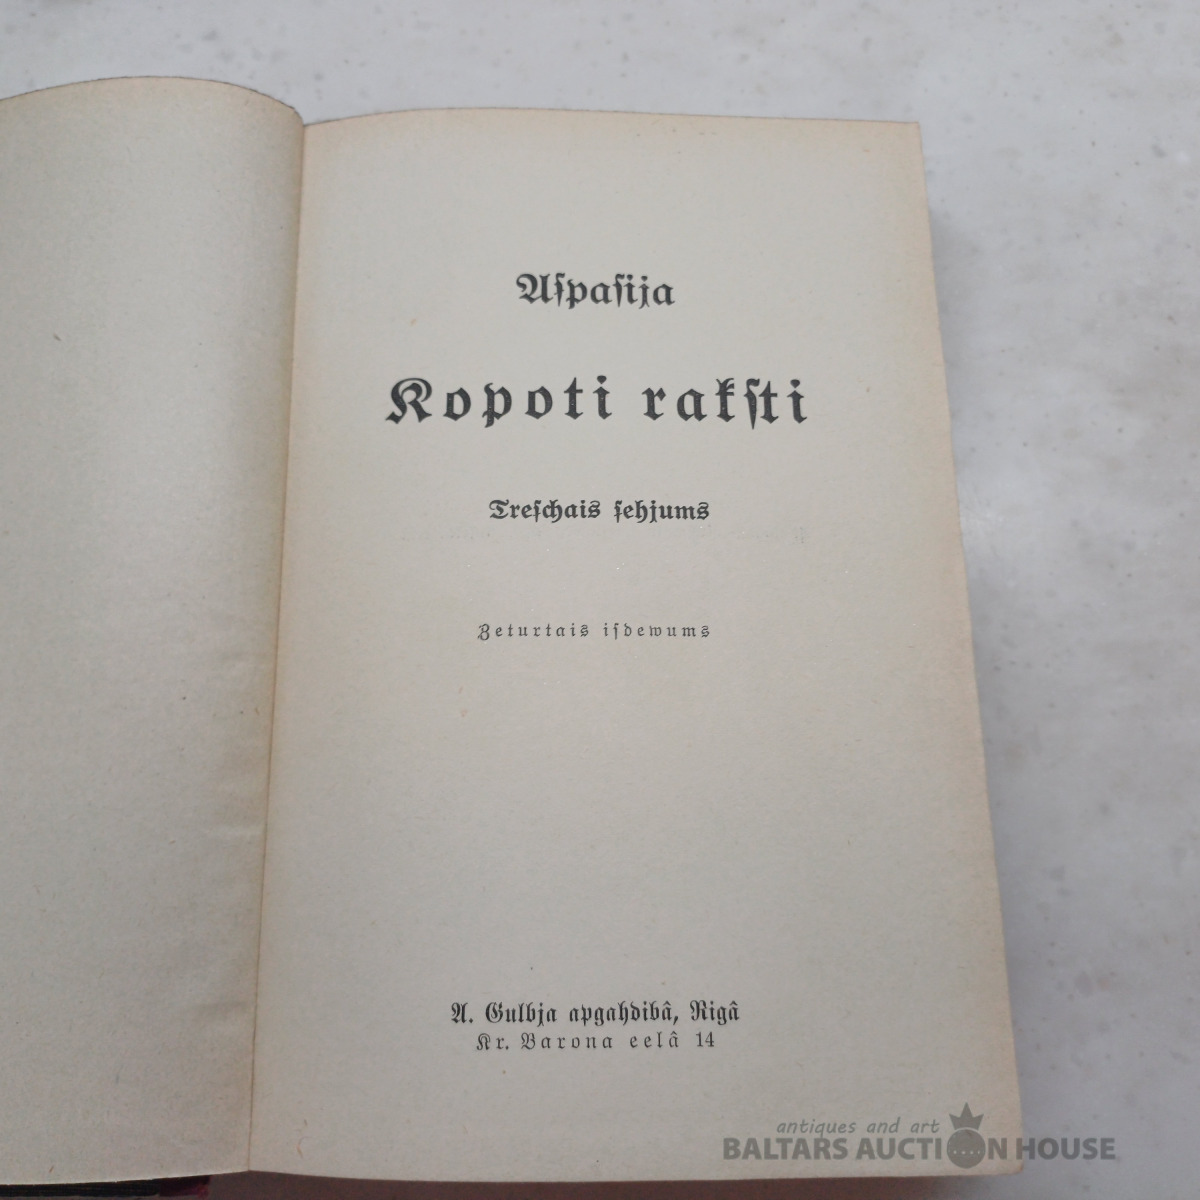 Aſpaſija
Kopoti rakſti
Treſchais ſehjums
Zeturtais iſdewums
A. Gulbja apgahdibâ, Rigâ
Kr. Barona eelâ 14
antiques and art
BALTARS AUCTION HOUSE